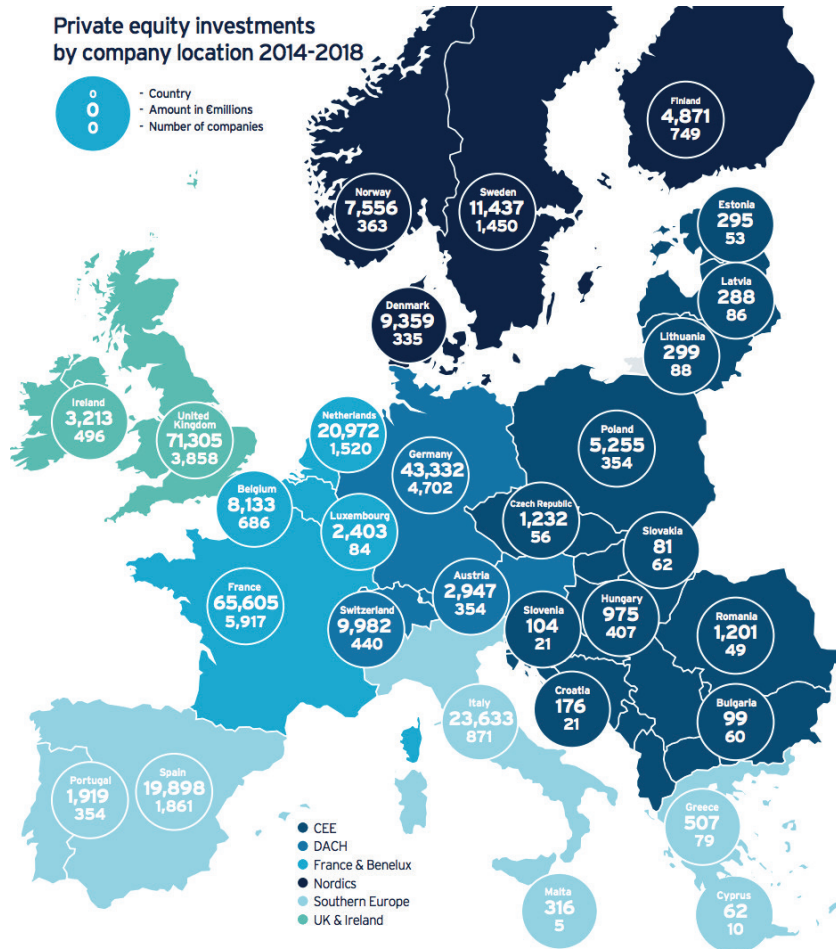 Private equity investments
by company location 2014-2018
0
0
0
- Country
- Amount in €millions
- Number of companies
Finland
4,871
749
Norway
7,556
363
Sweden
11,437
1,450
Estonia
295
53
Latvia
288
86
Denmark
9,359
335
Lithuania
299
88
Ireland
3,213
496
United
Kingdom
71,305
3,858
Netherlands
20,972
1,520
Germany
43,332
4,702
Poland
5,255
354
Belgium
8,133
686
Luxembourg
2,403
84
Czech Republic
1,232
56
Slovakia
81
62
France
65,605
5,917
Switzerland
9,982
440
Austria
2,947
354
Slovenia
104
21
Hungary
975
407
Romania
1,201
49
Italy
23,633
871
Croatia
176
21
Bulgaria
99
60
Portugal
1,919
354
Spain
19,898
1,861
Greece
507
79
CEE
DACH
France & Benelux
Nordics
Southern Europe
UK & Ireland
Malta
316
5
Cyprus
62
10